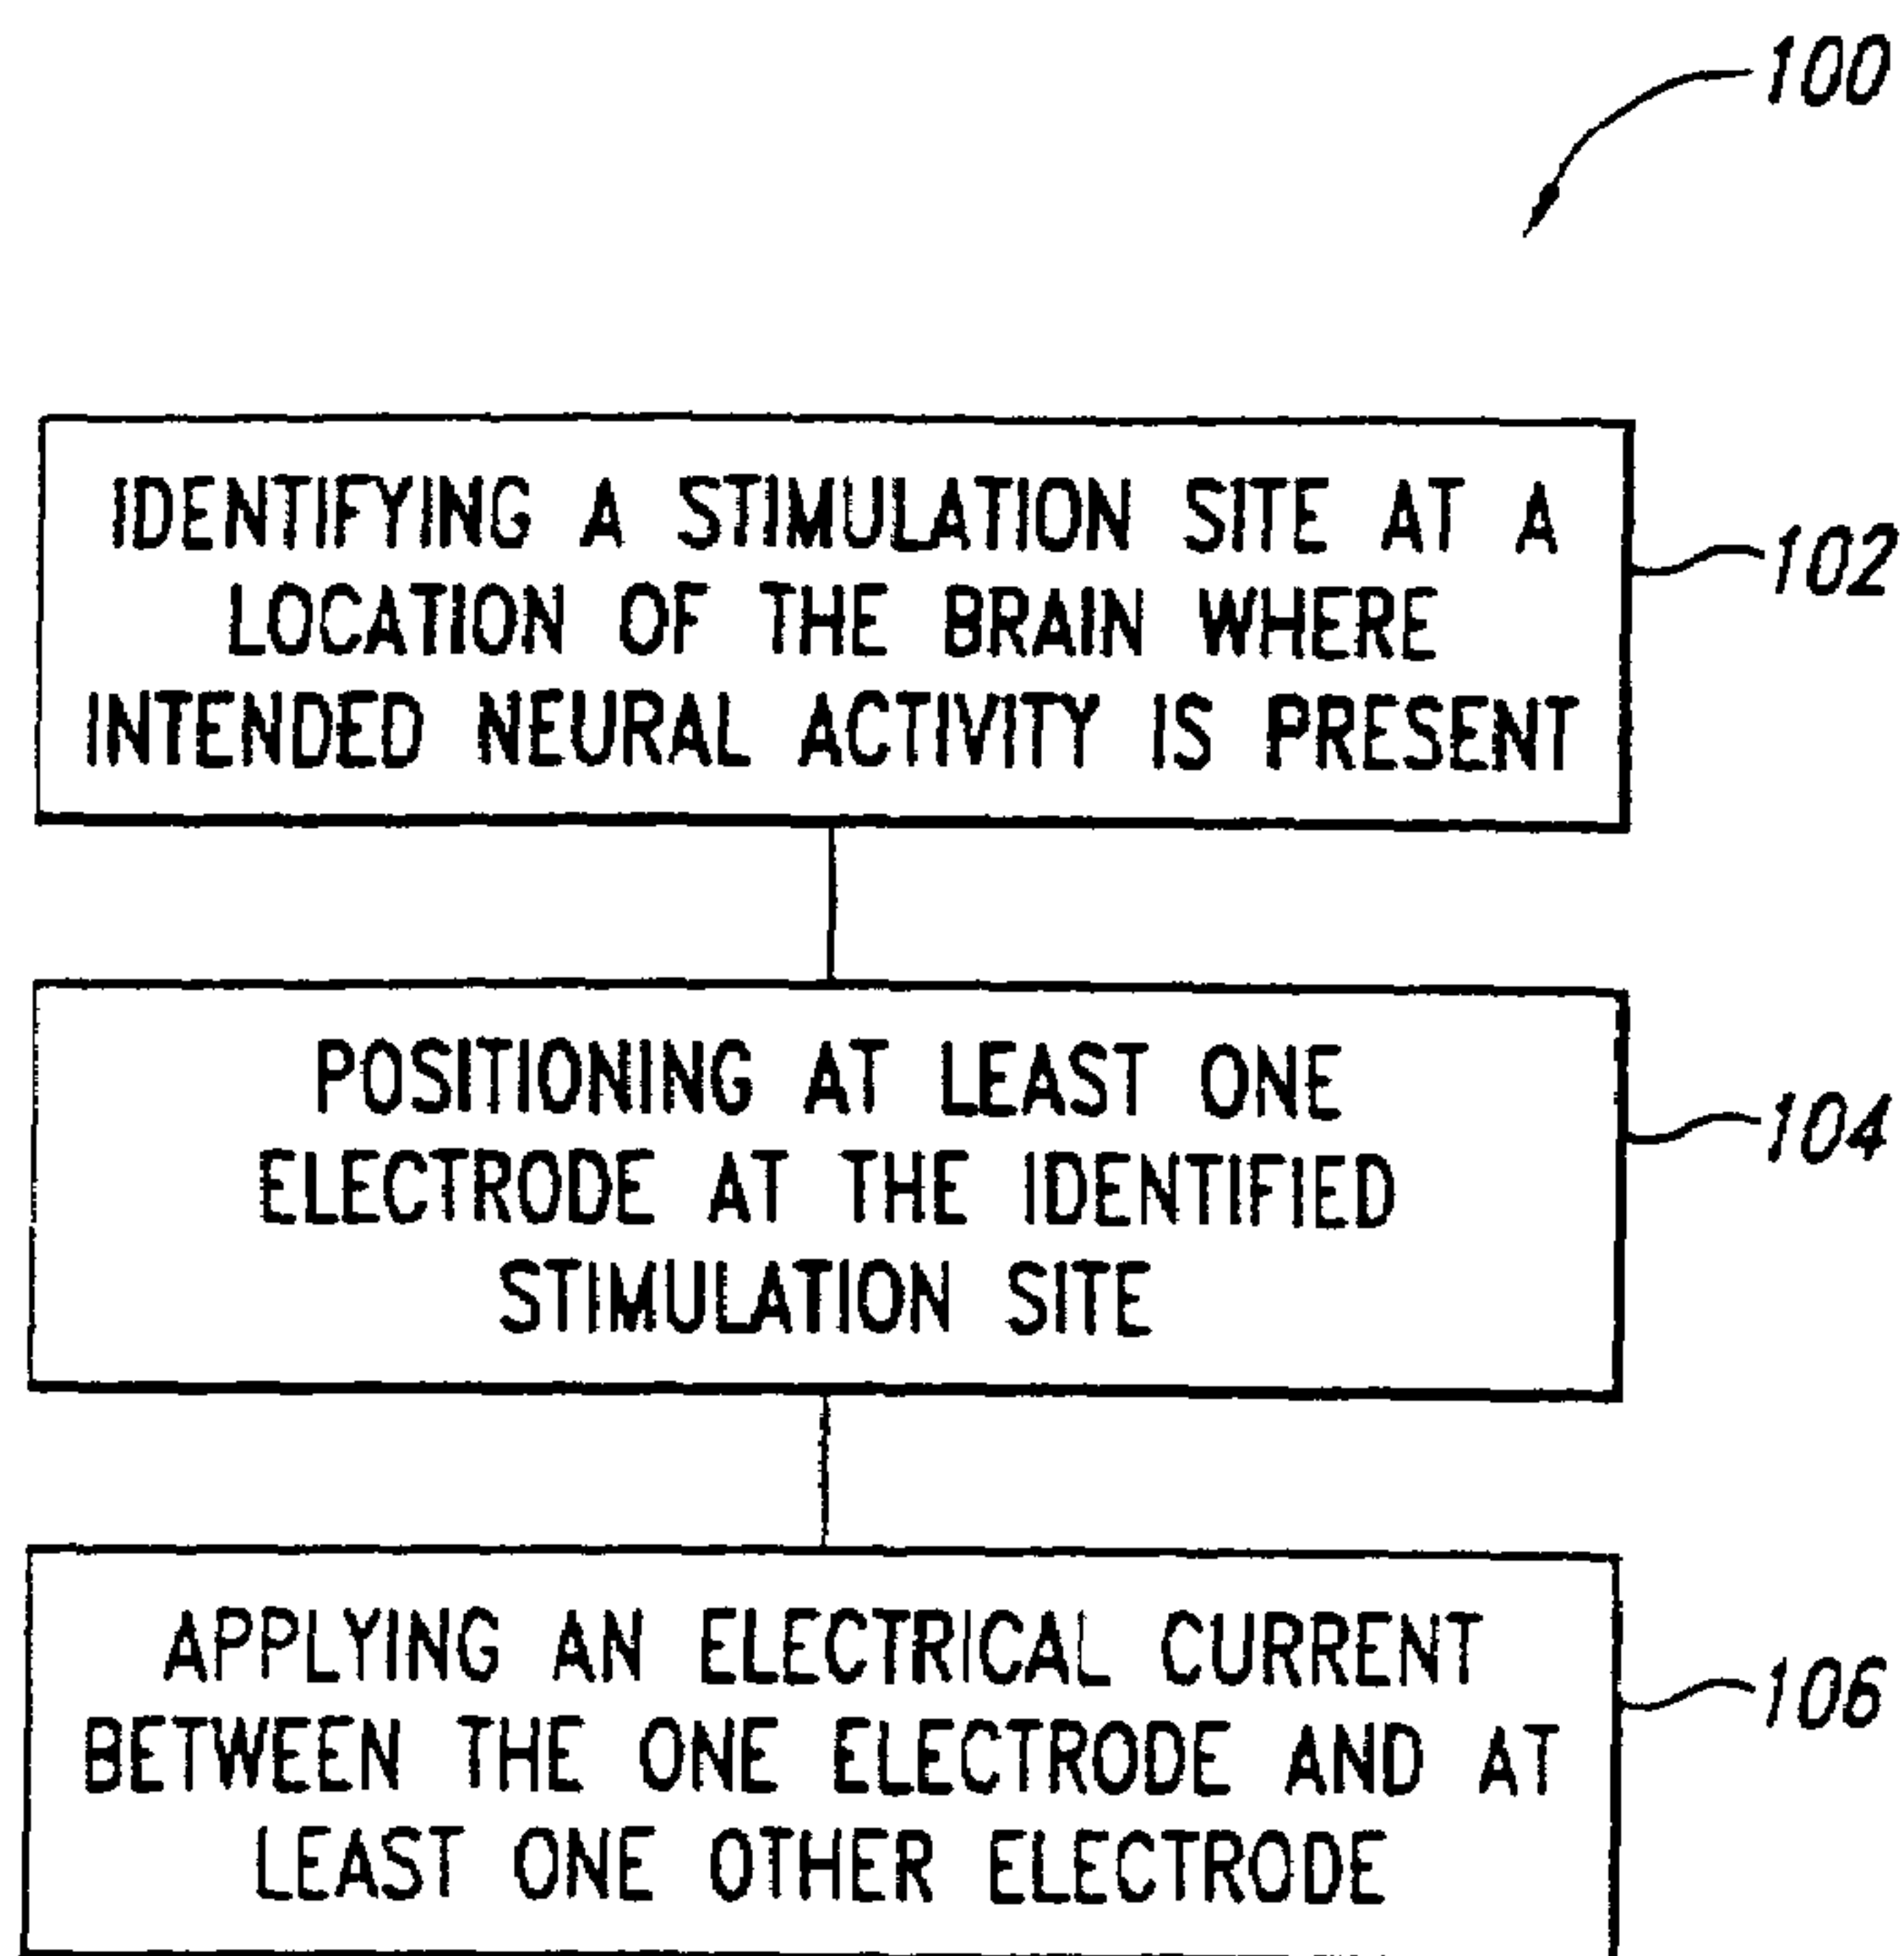 100
IDENTIFYING A STIMULATION SITE AT A
LOCATION OF THE BRAIN WHERE
INTENDED NEURAL ACTIVITY IS PRESENT
102
POSITIONING AT LEAST ONE
ELECTRODE AT THE IDENTIFIED
STIMULATION SITE
104
APPLYING AN ELECTRICAL CURRENT
BETWEEN THE ONE ELECTRODE AND AT
LEAST ONE OTHER ELECTRODE
106